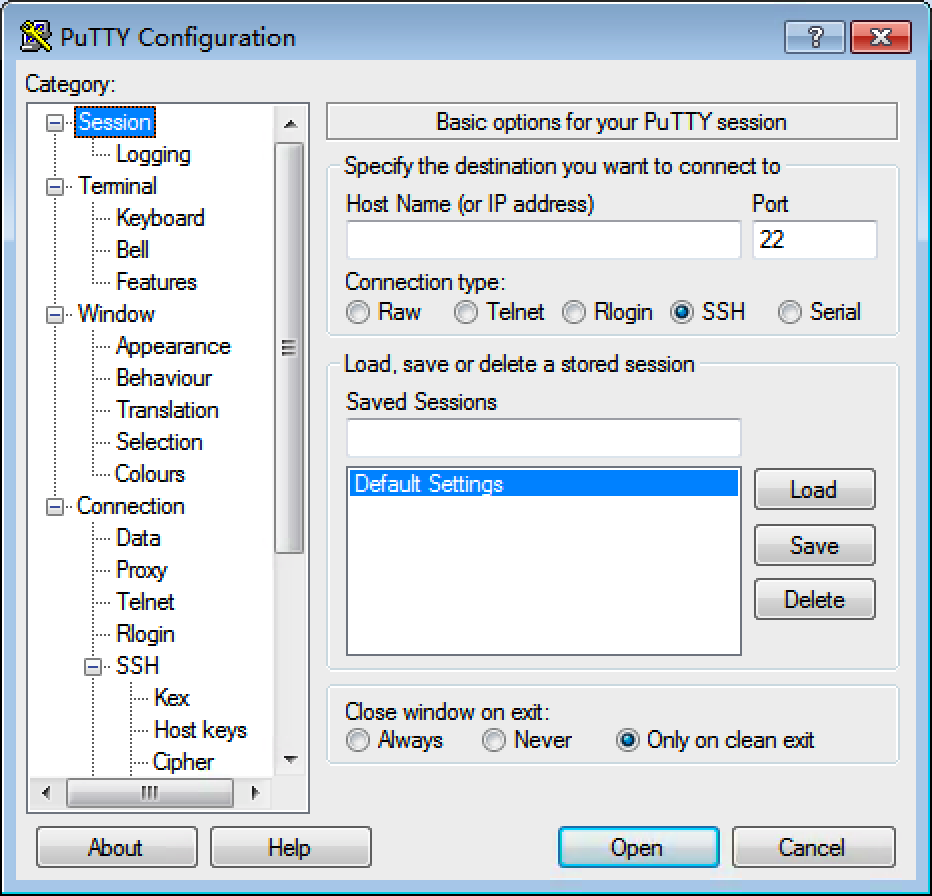 PuTTY Configuration
?
Category:
Session
Logging
Terminal
Keyboard
Bell
Features
Window
Appearance
Behaviour
Translation
Selection
Colours
Connection
Data
Proxy
Telnet
Rlogin
SSH
Kex
Host keys
Cipher
Basic options for your PuTTY session
Specify the destination you want to connect to
Host Name (or IP address) Port
22
Connection type:
Raw Telnet Rlogin SSH Serial
Load, save or delete a stored session
Saved Sessions
Default Settings
Load
Save
Delete
Close window on exit:
Always Never Only on clean exit
About Help Open Cancel